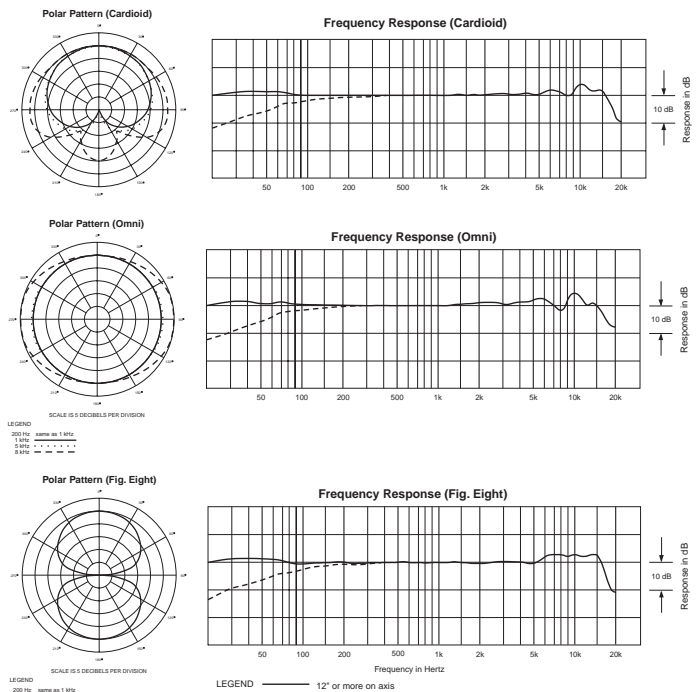 Polar Pattern (Cardioid)
Frequency Response (Cardioid)
10 dB
Response in dB
50 100 200 500 1k 2k 5k 10k 20k
Polar Pattern (Omni)
Frequency Response (Omni)
10 dB
Response in dB
50 100 200 500 1k 2k 5k 10k 20k
SCALE IS 5 DECIBELS PER DIVISION
LEGEND
200 Hz same as 1 kHz
1 kHz
5 kHz
8 kHz
Polar Pattern (Fig. Eight)
Frequency Response (Fig. Eight)
10 dB
Response in dB
50 100 200 500 1k 2k 5k 10k 20k
Frequency in Hertz
SCALE IS 5 DECIBELS PER DIVISION
LEGEND
200 Hz same as 1 kHz
LEGEND 12" or more on axis